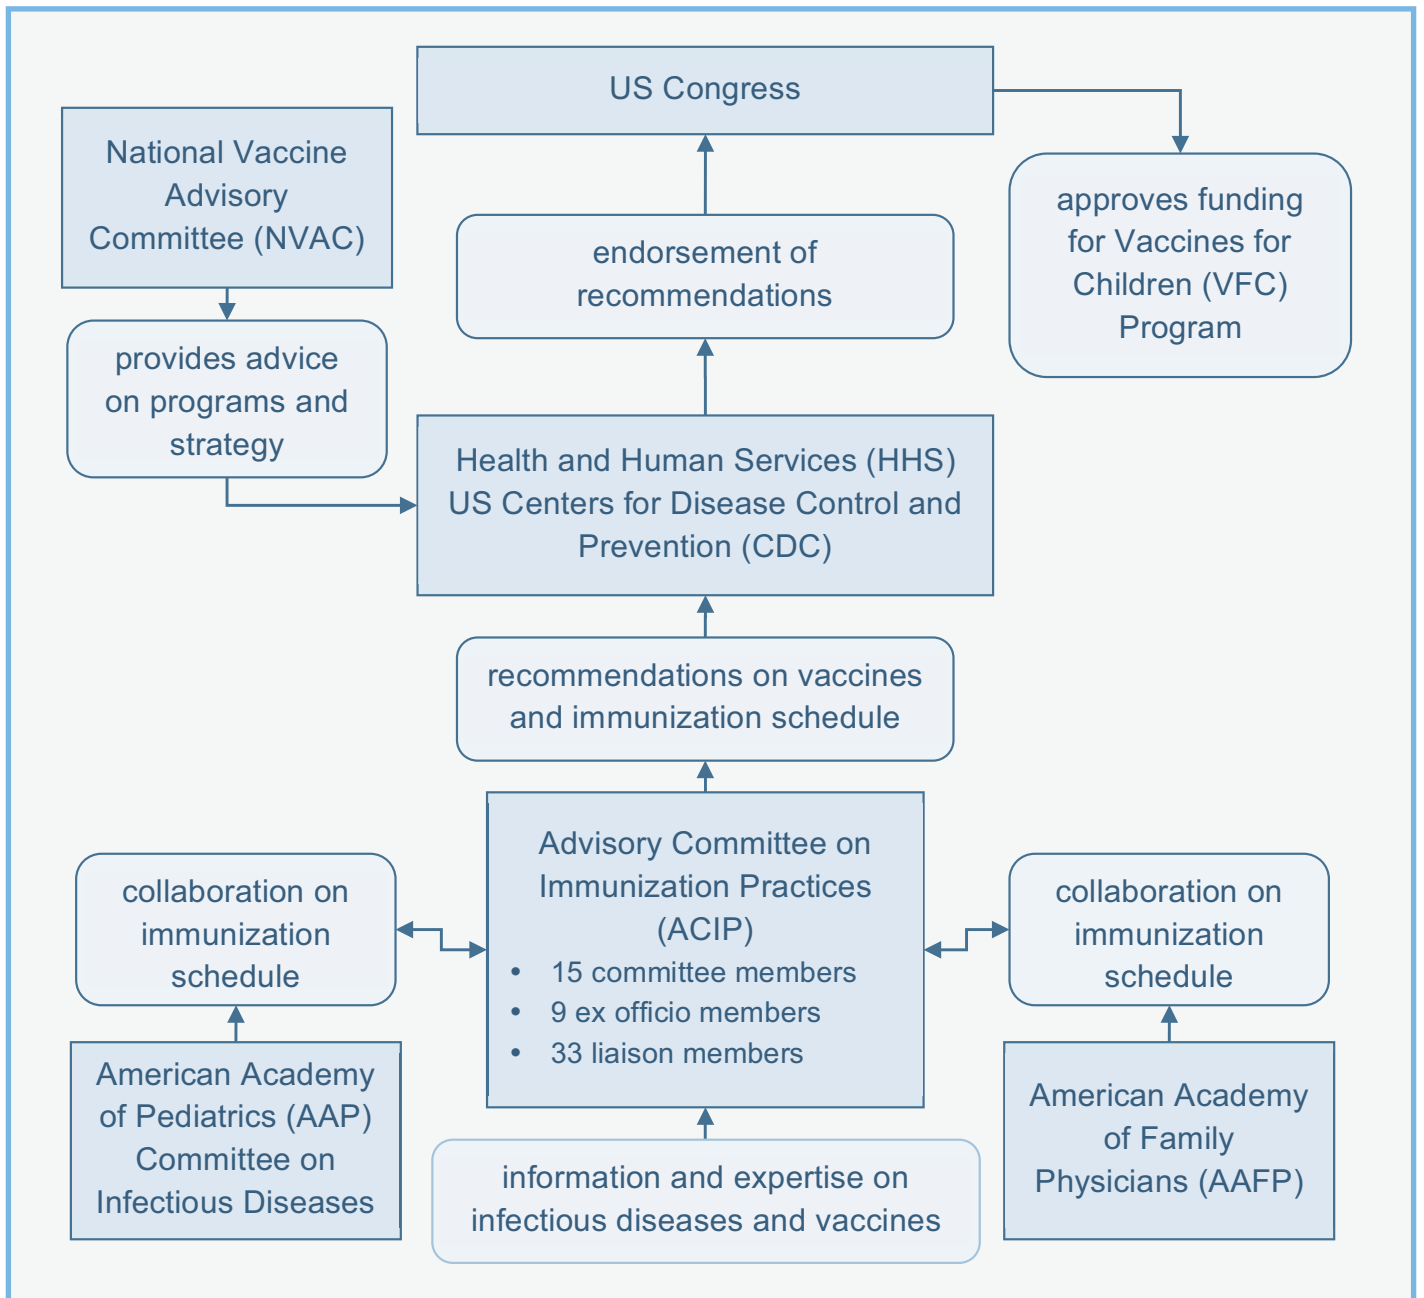 US Congress
National Vaccine
Advisory
Committee (NVAC)
approves funding
for Vaccines for
Children (VFC)
Program
endorsement of
recommendations
provides advice
on programs and
strategy
Health and Human Services (HHS)
US Centers for Disease Control and
Prevention (CDC)
recommendations on vaccines
and immunization schedule
Advisory Committee on
Immunization Practices
(ACIP)
• 15 committee members
• 9 ex officio members
• 33 liaison members
collaboration on
immunization
schedule
collaboration on
immunization
schedule
American Academy
of Pediatrics (AAP)
Committee on
Infectious Diseases
American Academy
of Family
Physicians (AAFP)
information and expertise on
infectious diseases and vaccines